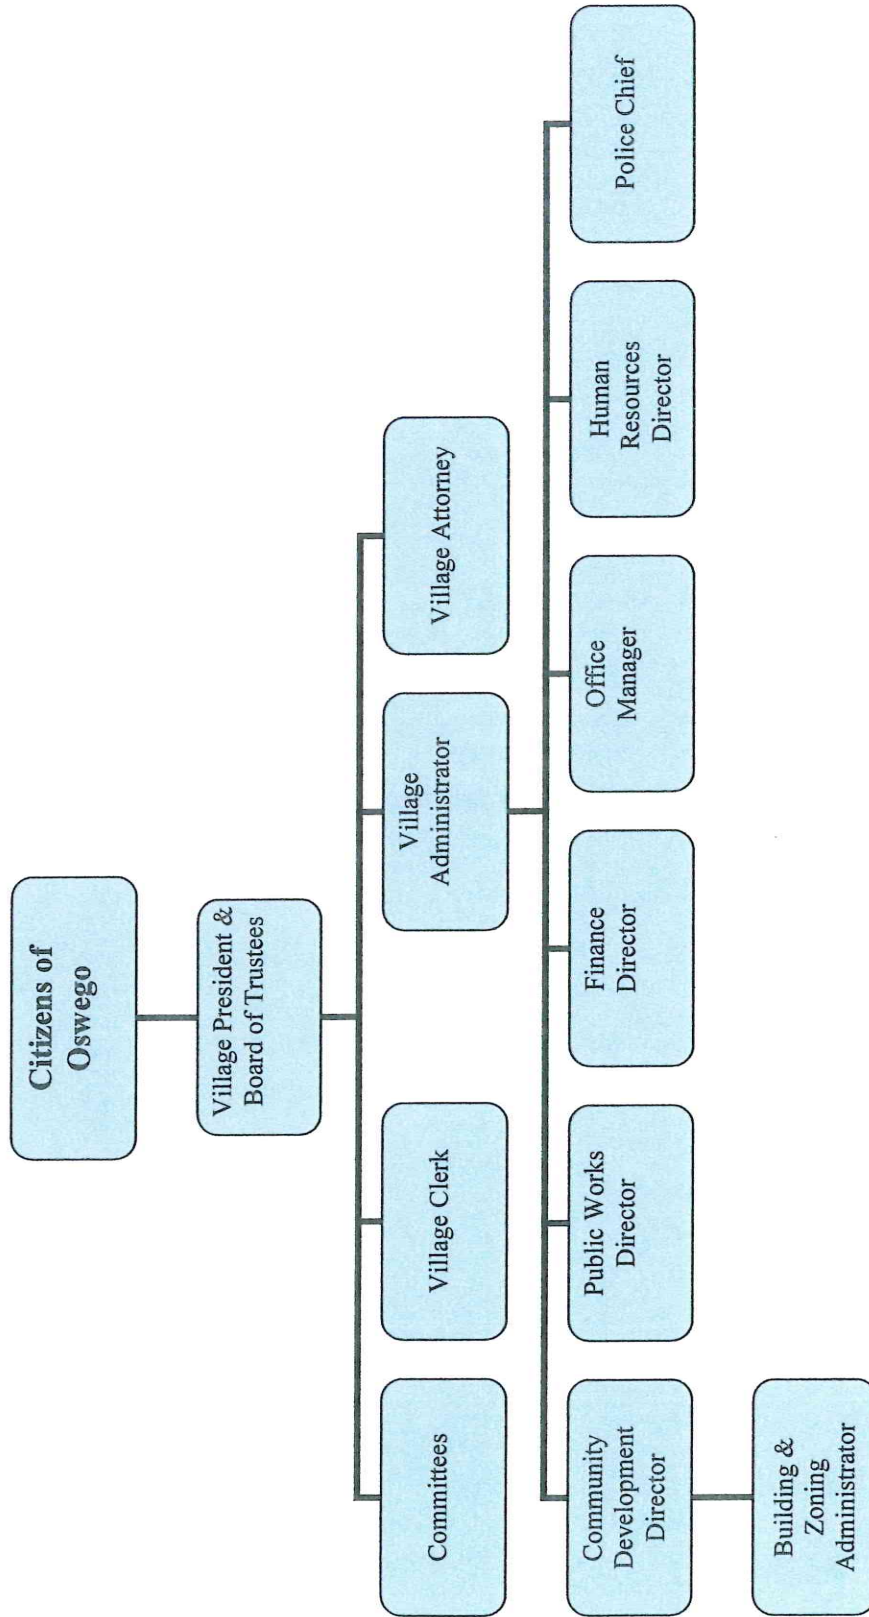 Citizens of
Oswego
Village President &
Board of Trustees
Committees
Village Clerk
Village
Administrator
Village Attorney
Community
Development
Director
Public Works
Director
Finance
Director
Office
Manager
Human
Resources
Director
Police Chief
Building &
Zoning
Administrator